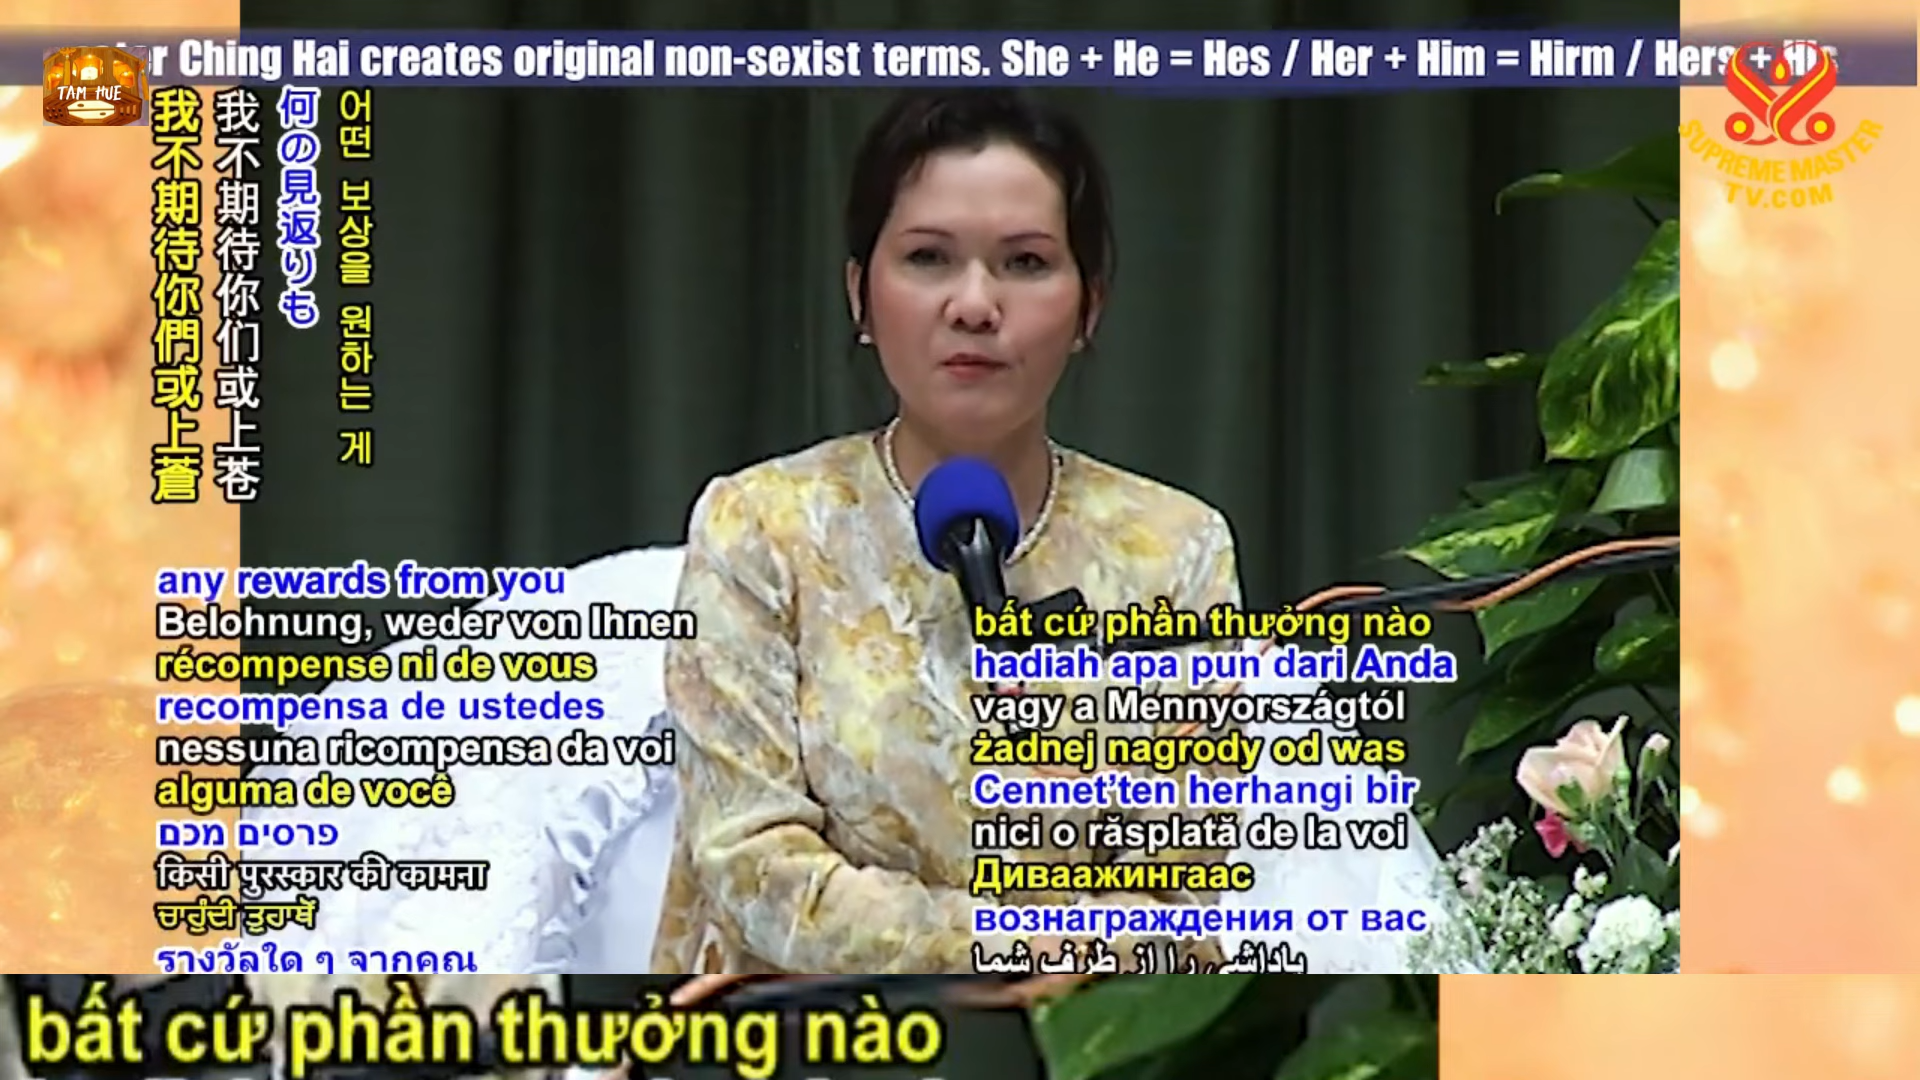 ter Ching Hai creates original non-sexist terms. She + He = Hes / Her + Him = Hirm / Hers + His
TAM HUE
SUPREME MASTER
TV.COM
我不期待你們或上蒼
我不期待你们或上苍
何の見返りも
어떤 보상을 원하는 게
any rewards from you
Belohnung, weder von Ihnen
récompense ni de vous
recompensa de ustedes
nessuna ricompensa da voi
alguma de você
פרסים מכם
किसी पुरस्कार की कामना
ਚਾਹੁੰਦੀ ਤੁਹਾਥੋਂ
รางวัลใด ๆ จากคุณ
bất cứ phần thưởng nào
hadiah apa pun dari Anda
vagy a Mennyországtól
żadnej nagrody od was
Cennet’ten herhangi bir
nici o răsplată de la voi
Диваажингаас
вознаграждения от вас
پاداشی را از طرف شما
bất cứ phần thưởng nào